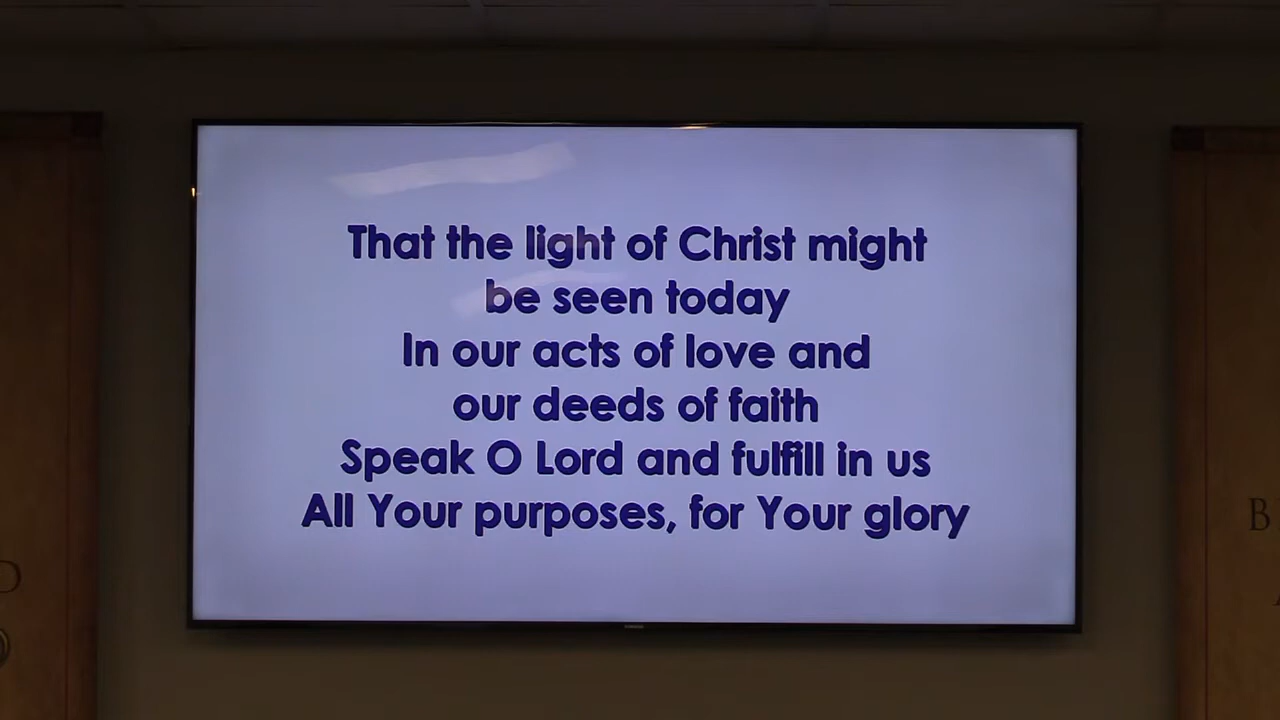 That the light of Christ might
be seen today
In our acts of love and
our deeds of faith
Speak O Lord and fulfill in us
All Your purposes, for Your glory
B